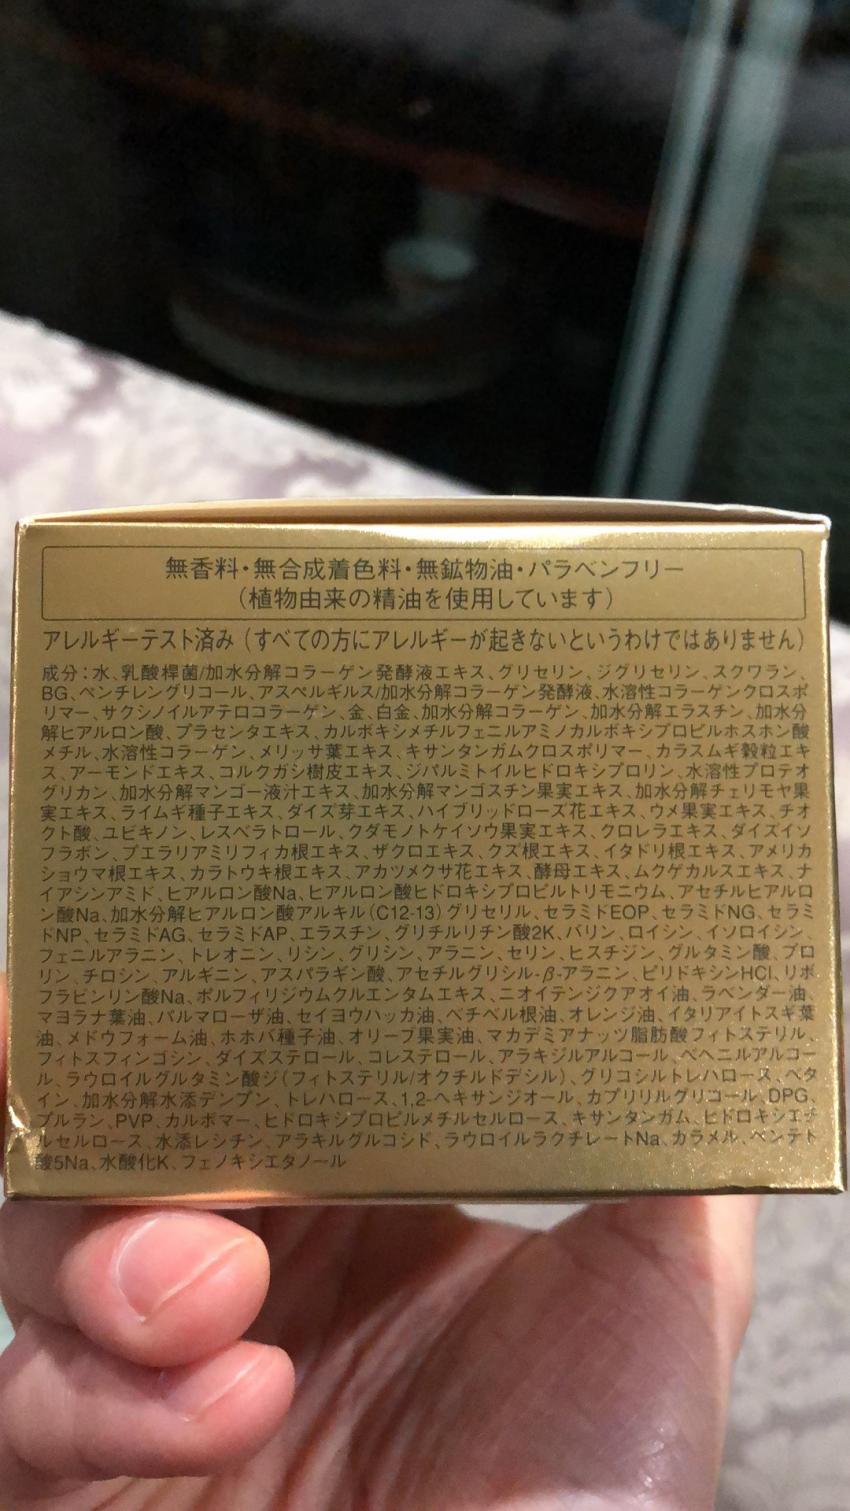 無香料・無合成着色料・無鉱物油・パラベンフリー
(植物由来の精油を使用しています)
アレルギーテスト済み(すべての方にアレルギーが起きないというわけではありません)
成分:水、乳酸桿菌/加水分解コラーゲン発酵液エキス、グリセリン、ジグリセリン、スクワラン、
BG、ペンチレングリコール、アスペルギルス/加水分解コラーゲン発酵液、水溶性コラーゲンクロスポ
リマー、サクシノイルアテロコラーゲン、金、白金、加水分解コラーゲン、加水分解エラスチン、加水分
解ヒアルロン酸、プラセンタエキス、カルボキシメチルフェニルアミノカルボキシプロピルホスホン酸
メチル、水溶性コラーゲン、メリッサ葉エキス、キサンタンガムクロスポリマー、カラスムギ穀粒エキ
ス、アーモンドエキス、コルクガシ樹皮エキス、ジパルミトイルヒドロキシプロリン、水溶性プロテオ
グリカン、加水分解マンゴー液汁エキス、加水分解マンゴスチン果実エキス、加水分解チェリモヤ果
実エキス、ライムギ種子エキス、ダイズ芽エキス、ハイブリッドローズ花エキス、ウメ果実エキス、チオ
クト酸、ユビキノン、レスベラトロール、クダモノトケイソウ果実エキス、クロレラエキス、ダイズイソ
フラボン、プエラリアミリフィカ根エキス、ザクロエキス、クズ根エキス、イタドリ根エキス、アメリカ
ショウマ根エキス、カラトウキ根エキス、アカツメクサ花エキス、酵母エキス、ムクゲカルスエキス、ナ
イアシンアミド、ヒアルロン酸Na、ヒアルロン酸ヒドロキシプロピルトリモニウム、アセチルヒアルロ
ン酸Na、加水分解ヒアルロン酸アルキル(C12-13)グリセリル、セラミドEOP、セラミドNG、セラミ
ドNP、セラミドAG、セラミドAP、エラスチン、グリチルリチン酸2K、バリン、ロイシン、イソロイシン、
フェニルアラニン、トレオニン、リシン、グリシン、アラニン、セリン、ヒスチジン、グルタミン酸、プロ
リン、チロシン、アルギニン、アスパラギン酸、アセチルグリシル-β-アラニン、ピリドキシンHCl、リボ
フラビンリン酸Na、ポルフィリジウムクルエンタムエキス、ニオイテンジクアオイ油、ラベンダー油、
マヨラナ葉油、パルマローザ油、セイヨウハッカ油、ベチベル根油、オレンジ油、イタリアイトスギ葉
油、メドウフォーム油、ホホバ種子油、オリーブ果実油、マカデミアナッツ脂肪酸フィトステリル、
フィトスフィンゴシン、ダイズステロール、コレステロール、アラキジルアルコール、ベヘニルアルコー
ル、ラウロイルグルタミン酸ジ(フィトステリル/オクチルドデシル)、グリコシルトレハロース、ベタ
イン、加水分解水添デンプン、トレハロース、1,2-ヘキサンジオール、カプリリルグリコール、DPG、
プルラン、PVP、カルボマー、ヒドロキシプロピルメチルセルロース、キサンタンガム、ヒドロキシエチ
ルセルロース、水添レシチン、アラキルグルコシド、ラウロイルラクチレートNa、カラメル、ペンテト
酸5Na、水酸化K、フェノキシエタノール